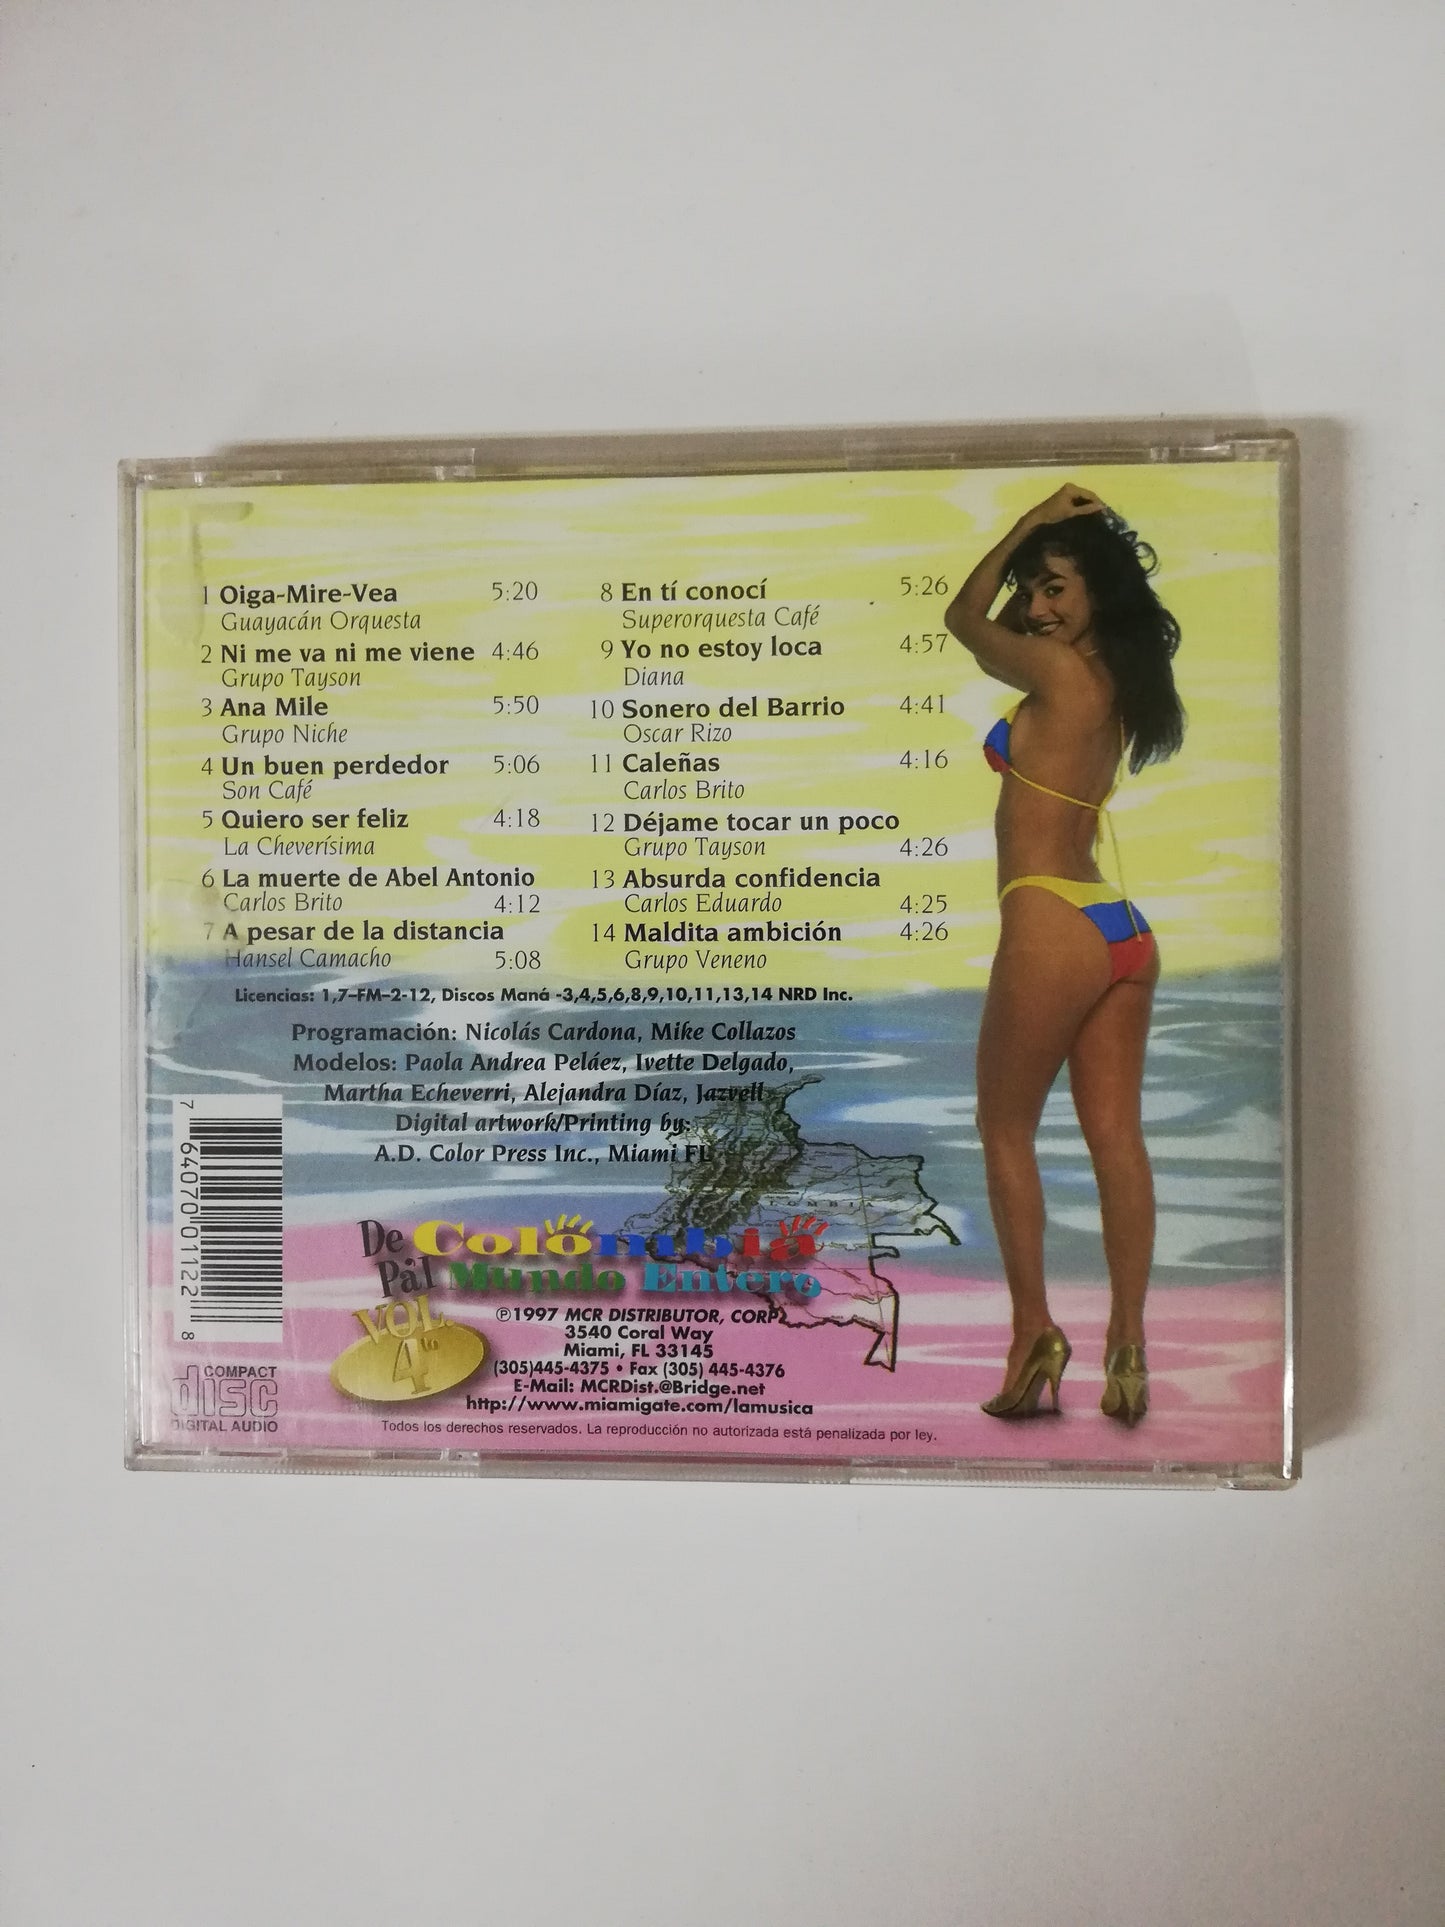 1 Oiga-Mire-Vea 5:20
Guayacán Orquesta
2 Ni me va ni me viene 4:46
Grupo Tayson
3 Ana Mile 5:50
Grupo Niche
4 Un buen perdedor 5:06
Son Café
5 Quiero ser feliz 4:18
La Cheverísima
6 La muerte de Abel Antonio
Carlos Brito 4:12
7 A pesar de la distancia
Hansel Camacho 5:08
8 En tí conocí 5:26
Superorquesta Café
9 Yo no estoy loca 4:57
Diana
10 Sonero del Barrio 4:41
Oscar Rizo
11 Caleñas 4:16
Carlos Brito
12 Déjame tocar un poco
Grupo Tayson 4:26
13 Absurda confidencia
Carlos Eduardo 4:25
14 Maldita ambición 4:26
Grupo Veneno
Licencias: 1,7-FM-2-12, Discos Maná -3,4,5,6,8,9,10,11,13,14 NRD Inc.
Programación: Nicolás Cardona, Mike Collazos
Modelos: Paola Andrea Peláez, Ivette Delgado,
Martha Echeverri, Alejandra Díaz, Jazvell
Digital artwork/Printing by:
A.D. Color Press Inc., Miami FL
COLOMBIA
De Colombia
Pál Mundo Entero
VOL.
4to
℗1997 MCR DISTRIBUTOR, CORP.
3540 Coral Way
Miami, FL 33145
(305)445-4375 • Fax (305) 445-4376
E-Mail: MCRDist.@Bridge.net
http://www.miamigate.com/lamusica
Todos los derechos reservados. La reproducción no autorizada está penalizada por ley.
7 64070 01122 8
COMPACT
disc
DIGITAL AUDIO